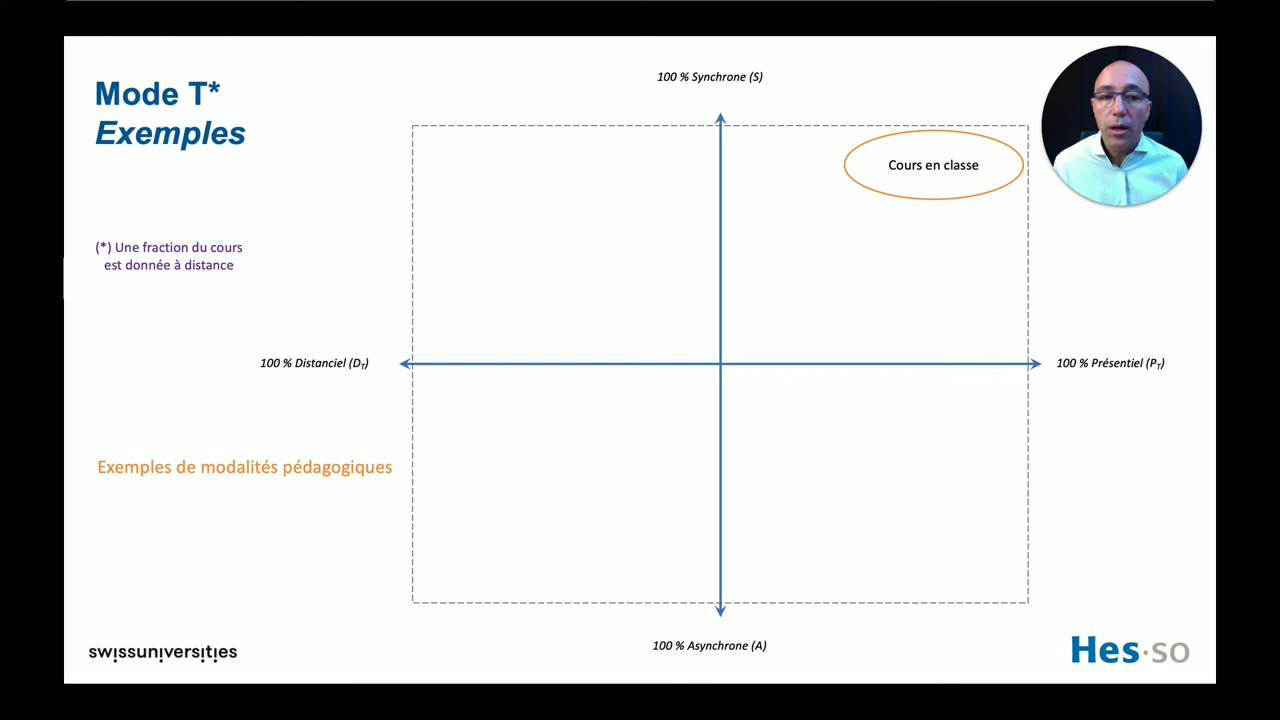 Mode T*
Exemples
100 % Synchrone (S)
Cours en classe
(*) Une fraction du cours
est donnée à distance
100 % Distanciel (DT)
100 % Présentiel (PT)
Exemples de modalités pédagogiques
100 % Asynchrone (A)
swissuniversities
Hes·so